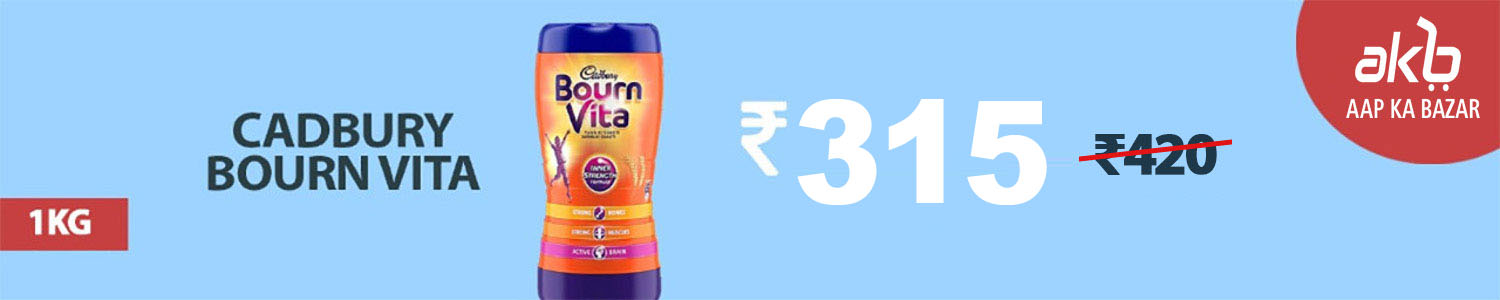 CADBURY
BOURN VITA
1KG
Cadbury
Bourn
Vita
INNER
STRENGTH
FORMULA
STRONG BONES
STRONG MUSCLES
ACTIVE BRAIN
₹315
₹420
akb
AAP KA BAZAR